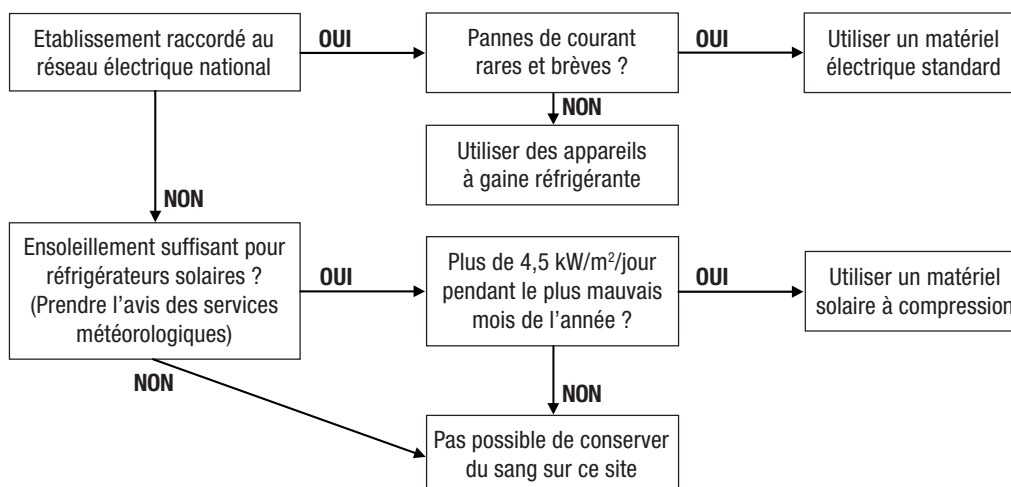 Etablissement raccordé au
réseau électrique national
OUI
Pannes de courant
rares et brèves ?
OUI
Utiliser un matériel
électrique standard
NON
Utiliser des appareils
à gaine réfrigérante
NON
Ensoleillement suffisant pour
réfrigérateurs solaires ?
(Prendre l’avis des services
météorologiques)
OUI
Plus de 4,5 kW/m²/jour
pendant le plus mauvais
mois de l’année ?
OUI
Utiliser un matériel
solaire à compression
NON
NON
Pas possible de conserver
du sang sur ce site